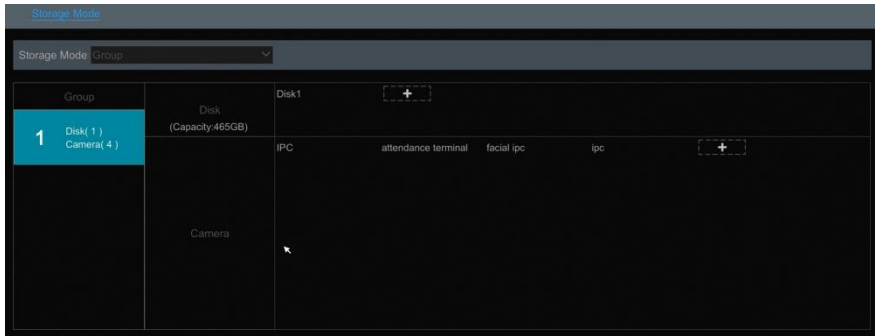 Storage Mode
Storage Mode Group
Group
1
Disk( 1 )
Camera( 4 )
Disk
(Capacity:465GB)
Disk1 +
Camera
IPC attendance terminal facial ipc ipc +